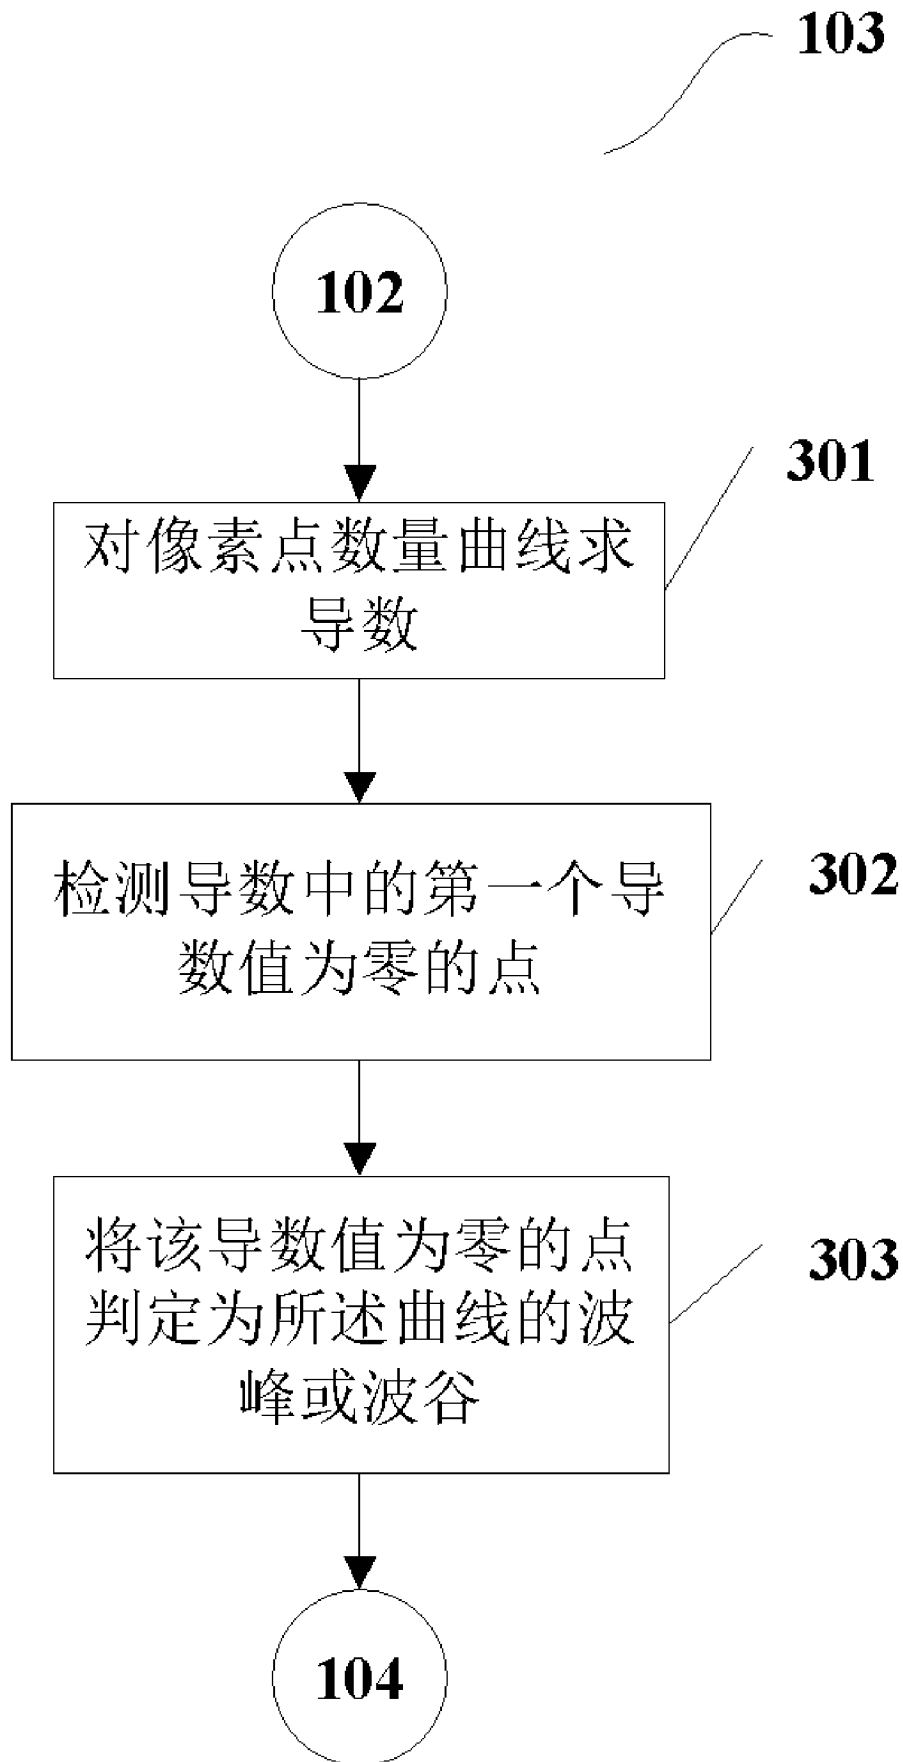 103
102
301
对像素点数量曲线求
导数
302
检测导数中的第一个导
数值为零的点
303
将该导数值为零的点
判定为所述曲线的波
峰或波谷
104